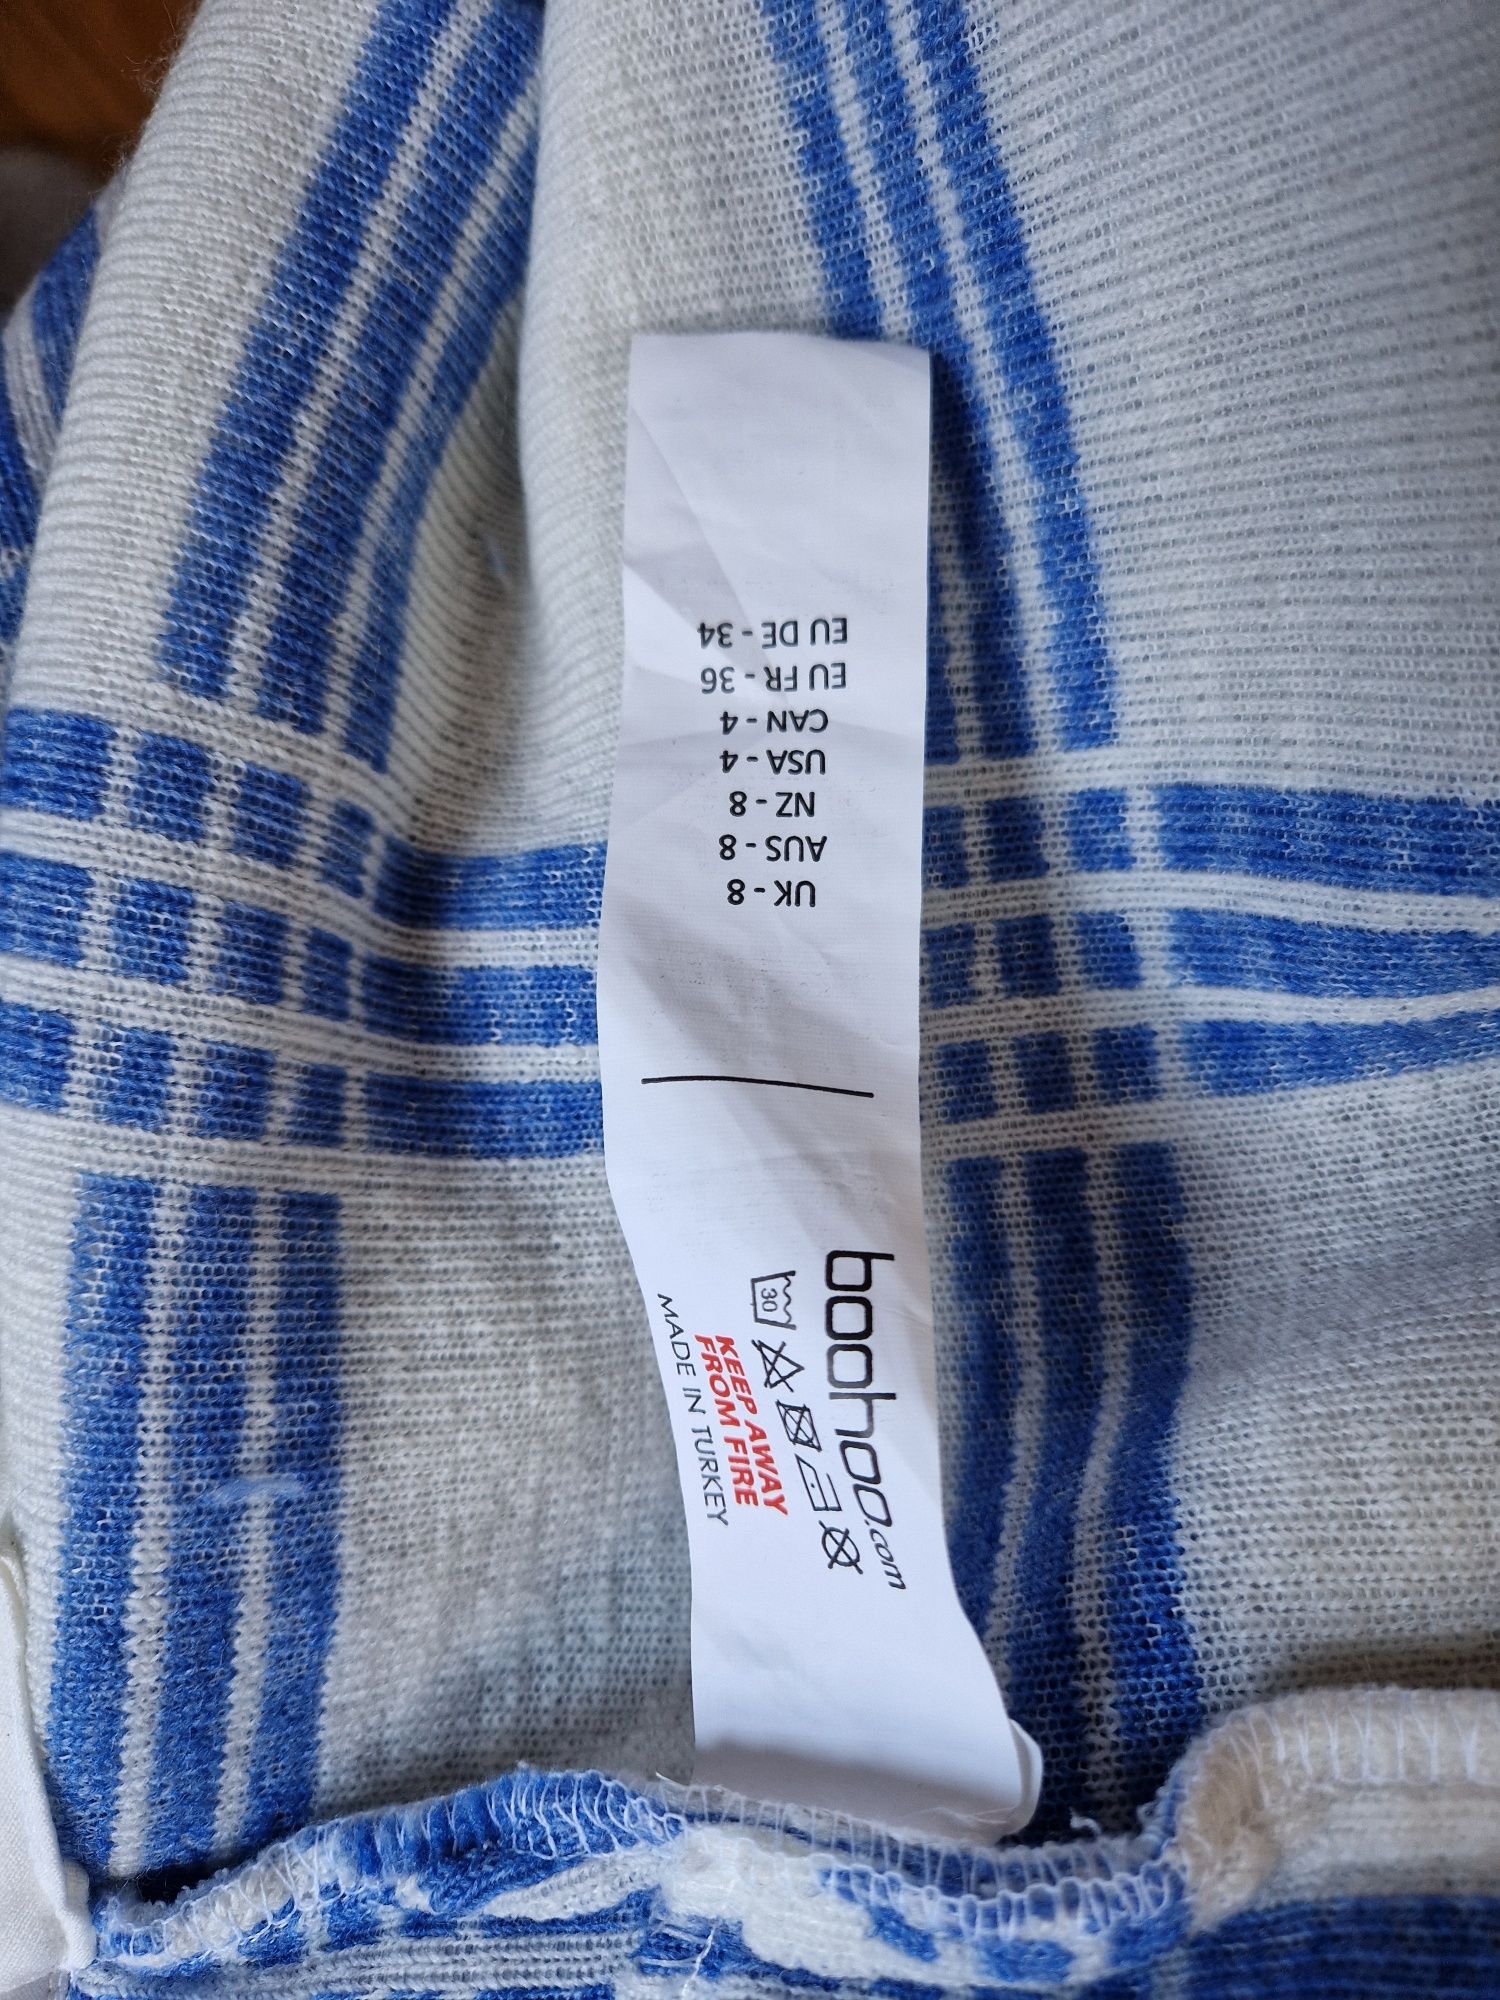 UK - 8
AUS - 8
NZ - 8
USA - 4
CAN - 4
EU FR - 36
EU DE - 34
boohoo.com
30
KEEP AWAY
FROM FIRE
MADE IN TURKEY